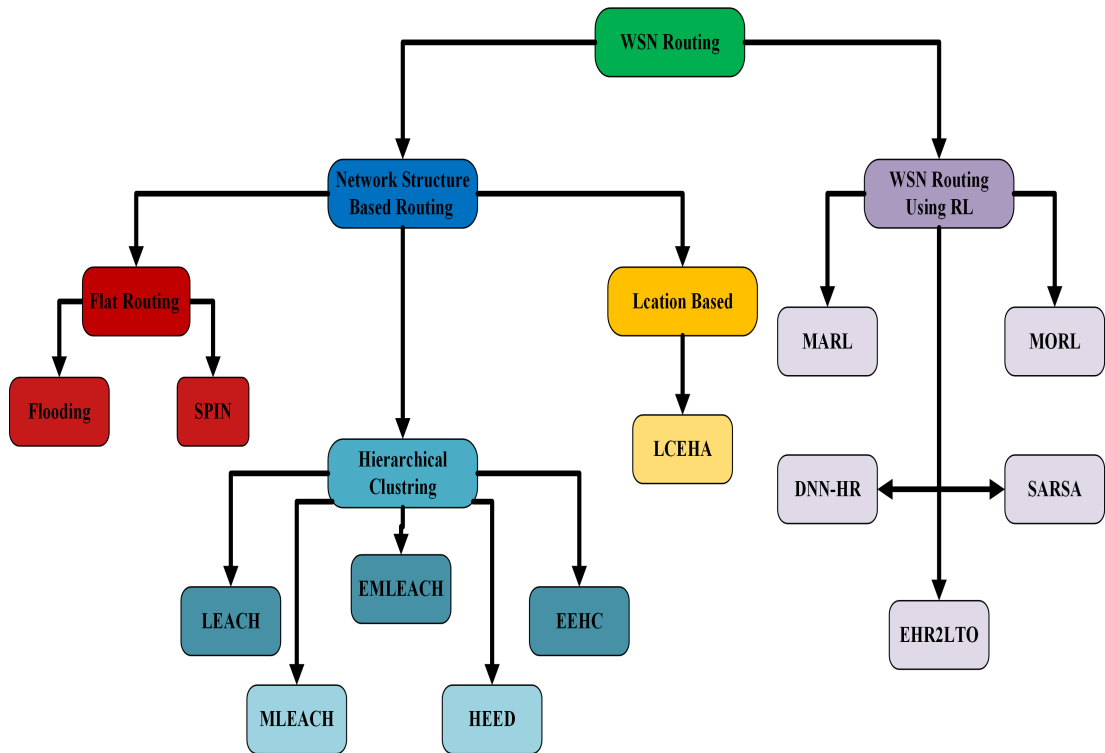 WSN Routing
Network Structure
Based Routing
WSN Routing
Using RL
Flat Routing
Lcation Based
MARL
MORL
Flooding
SPIN
LCEHA
Hierarchical
Clustring
DNN-HR
SARSA
EMLEACH
LEACH
EEHC
EHR2LTO
MLEACH
HEED